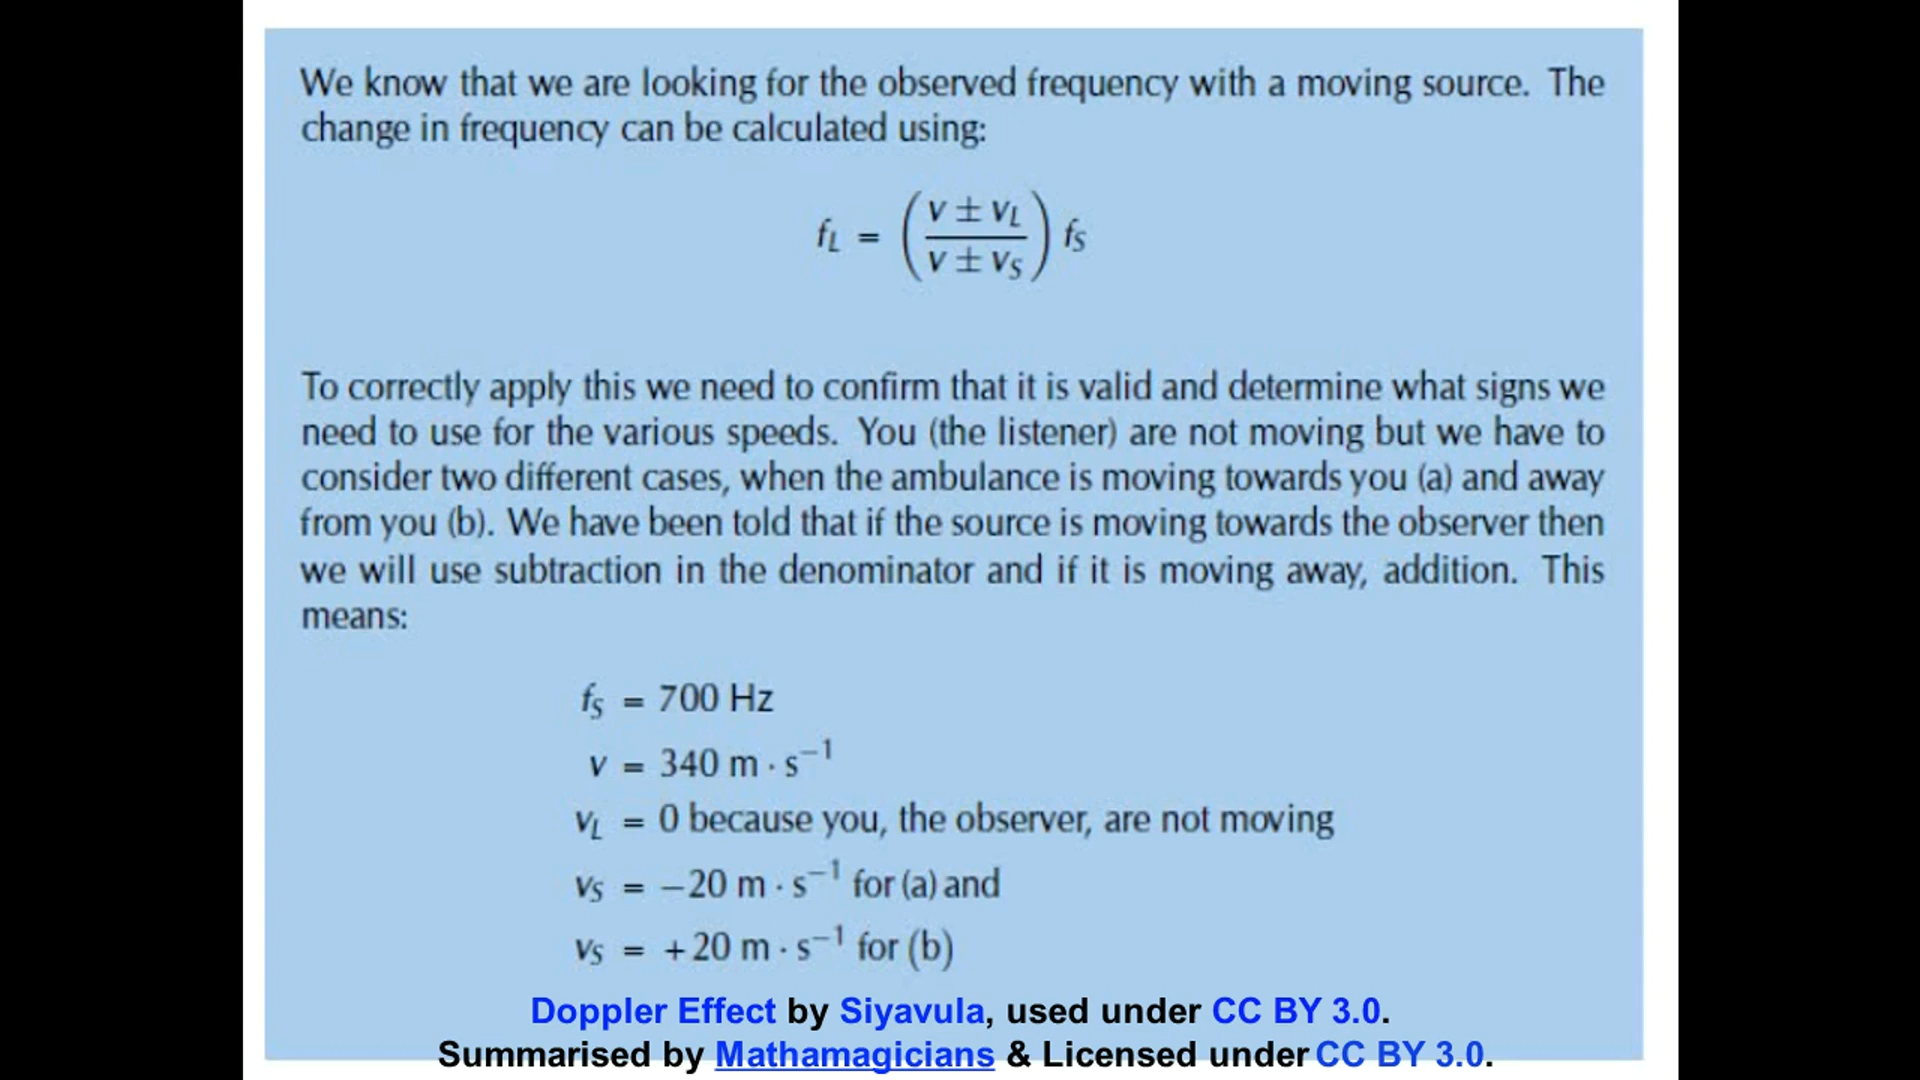 We know that we are looking for the observed frequency with a moving source. The
change in frequency can be calculated using:
f_L = ( (v ± v_L) / (v ± v_S) ) f_S
To correctly apply this we need to confirm that it is valid and determine what signs we
need to use for the various speeds. You (the listener) are not moving but we have to
consider two different cases, when the ambulance is moving towards you (a) and away
from you (b). We have been told that if the source is moving towards the observer then
we will use subtraction in the denominator and if it is moving away, addition. This
means:
f_S = 700 Hz
v = 340 m · s⁻¹
v_L = 0 because you, the observer, are not moving
v_S = −20 m · s⁻¹ for (a) and
v_S = +20 m · s⁻¹ for (b)
Doppler Effect by Siyavula, used under CC BY 3.0.
Summarised by Mathamagicians & Licensed under CC BY 3.0.